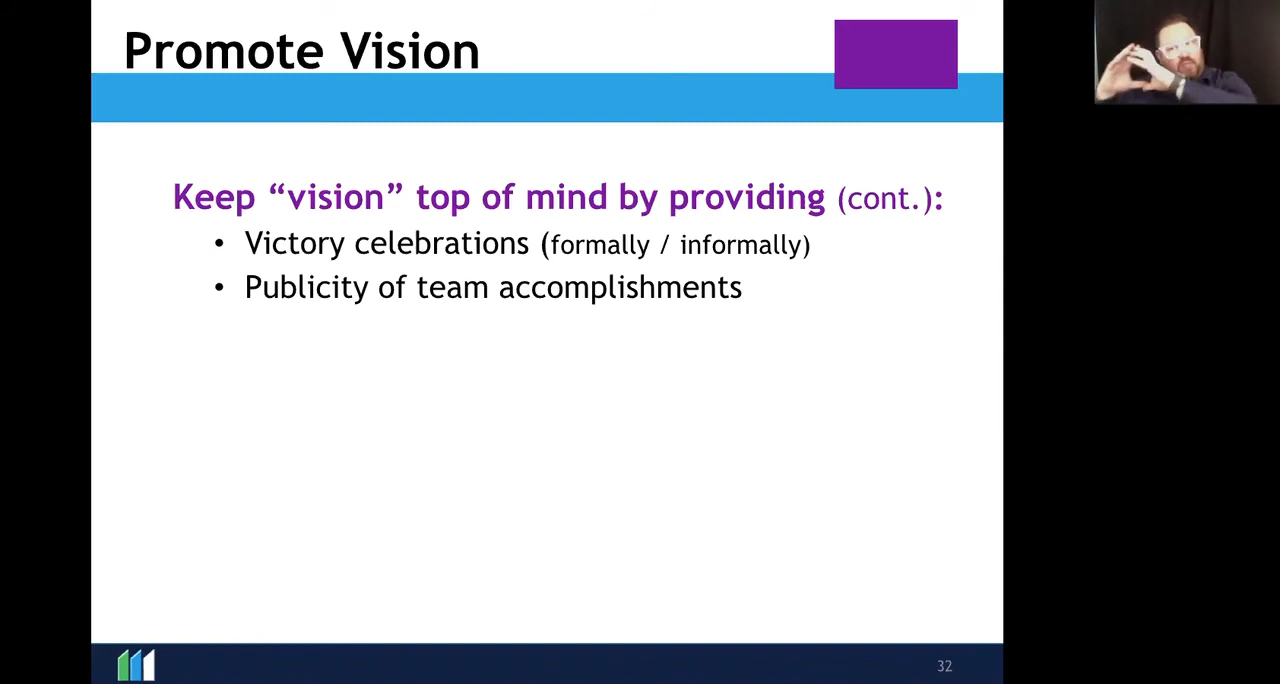 Promote Vision
Keep “vision” top of mind by providing (cont.):
• Victory celebrations (formally / informally)
• Publicity of team accomplishments
32